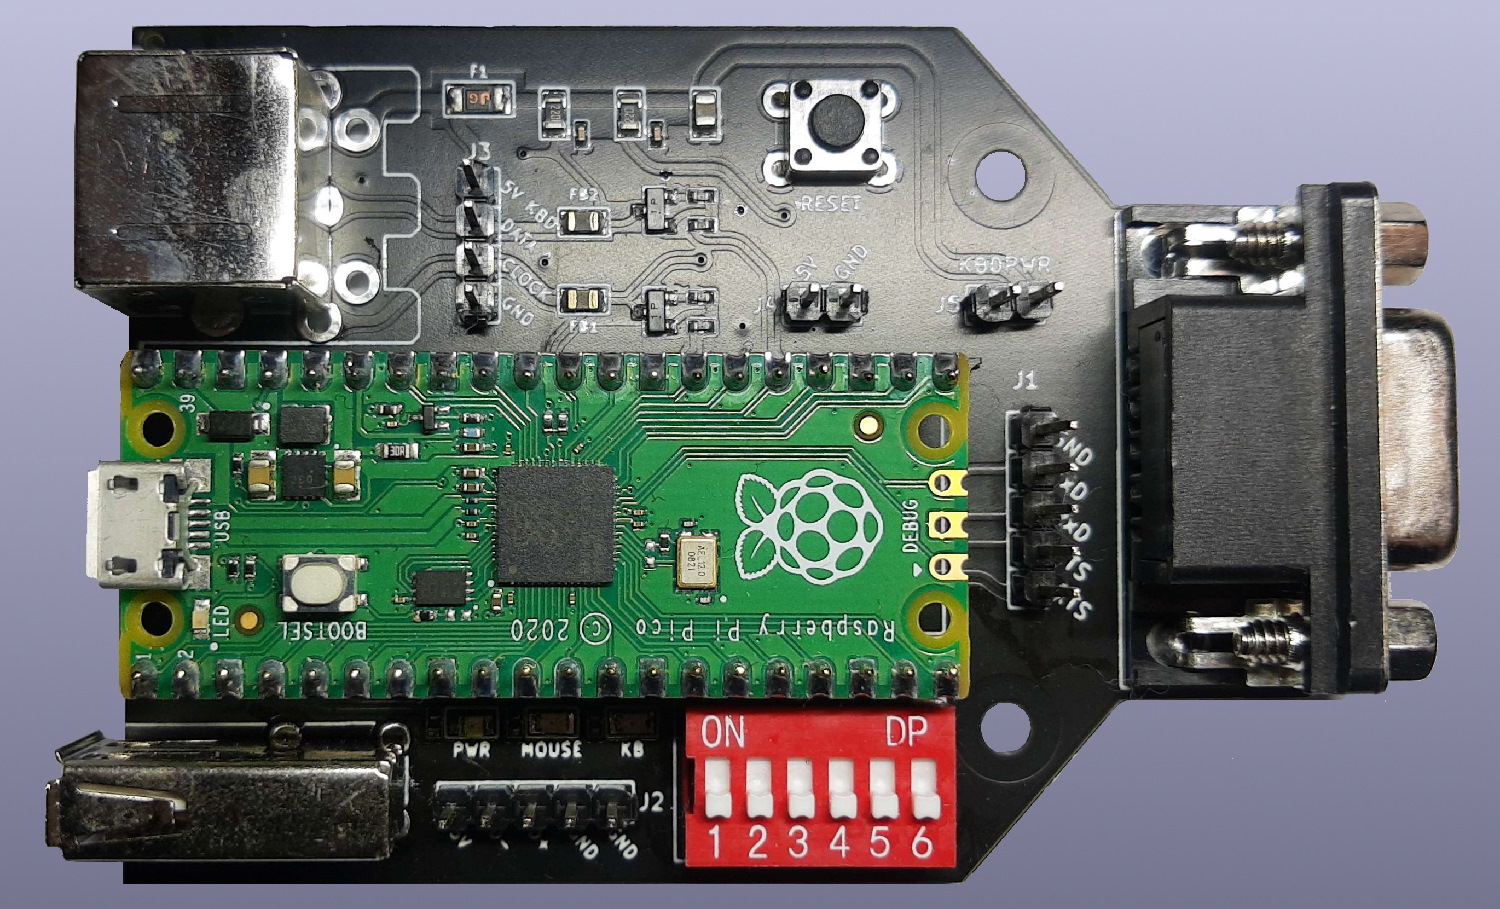 F1
J3
5V KBD
DATA
CLOCK
GND
FB2
FB1
RESET
5V
GND
KBDPWR
J5
J1
GND
39
USB
DEBUG
LED
BOOTSEL
1
2
Raspberry Pi Pico © 2020
PWR
MOUSE
KB
J2
GND
GND
ON
DP
1 2 3 4 5 6